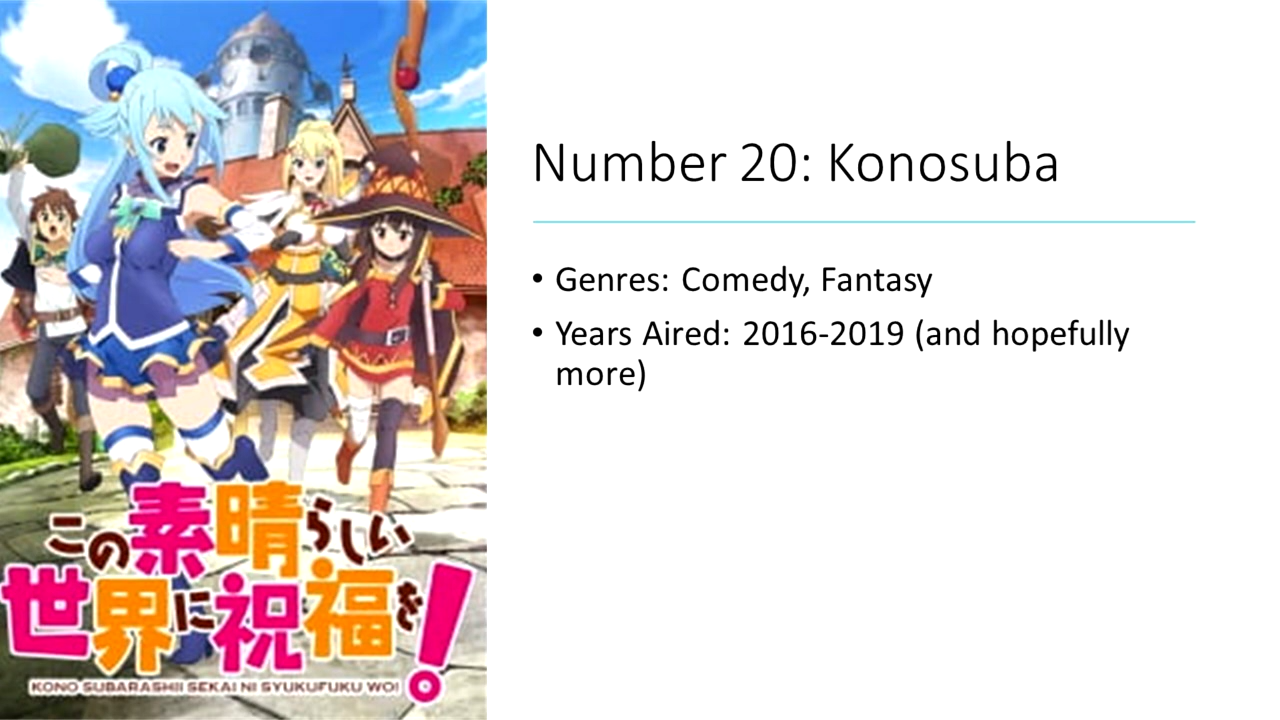 この素晴らしい
世界に祝福を!
KONO SUBARASHII SEKAI NI SYUKUFUKU WO!
Number 20: Konosuba
• Genres: Comedy, Fantasy
• Years Aired: 2016-2019 (and hopefully
more)